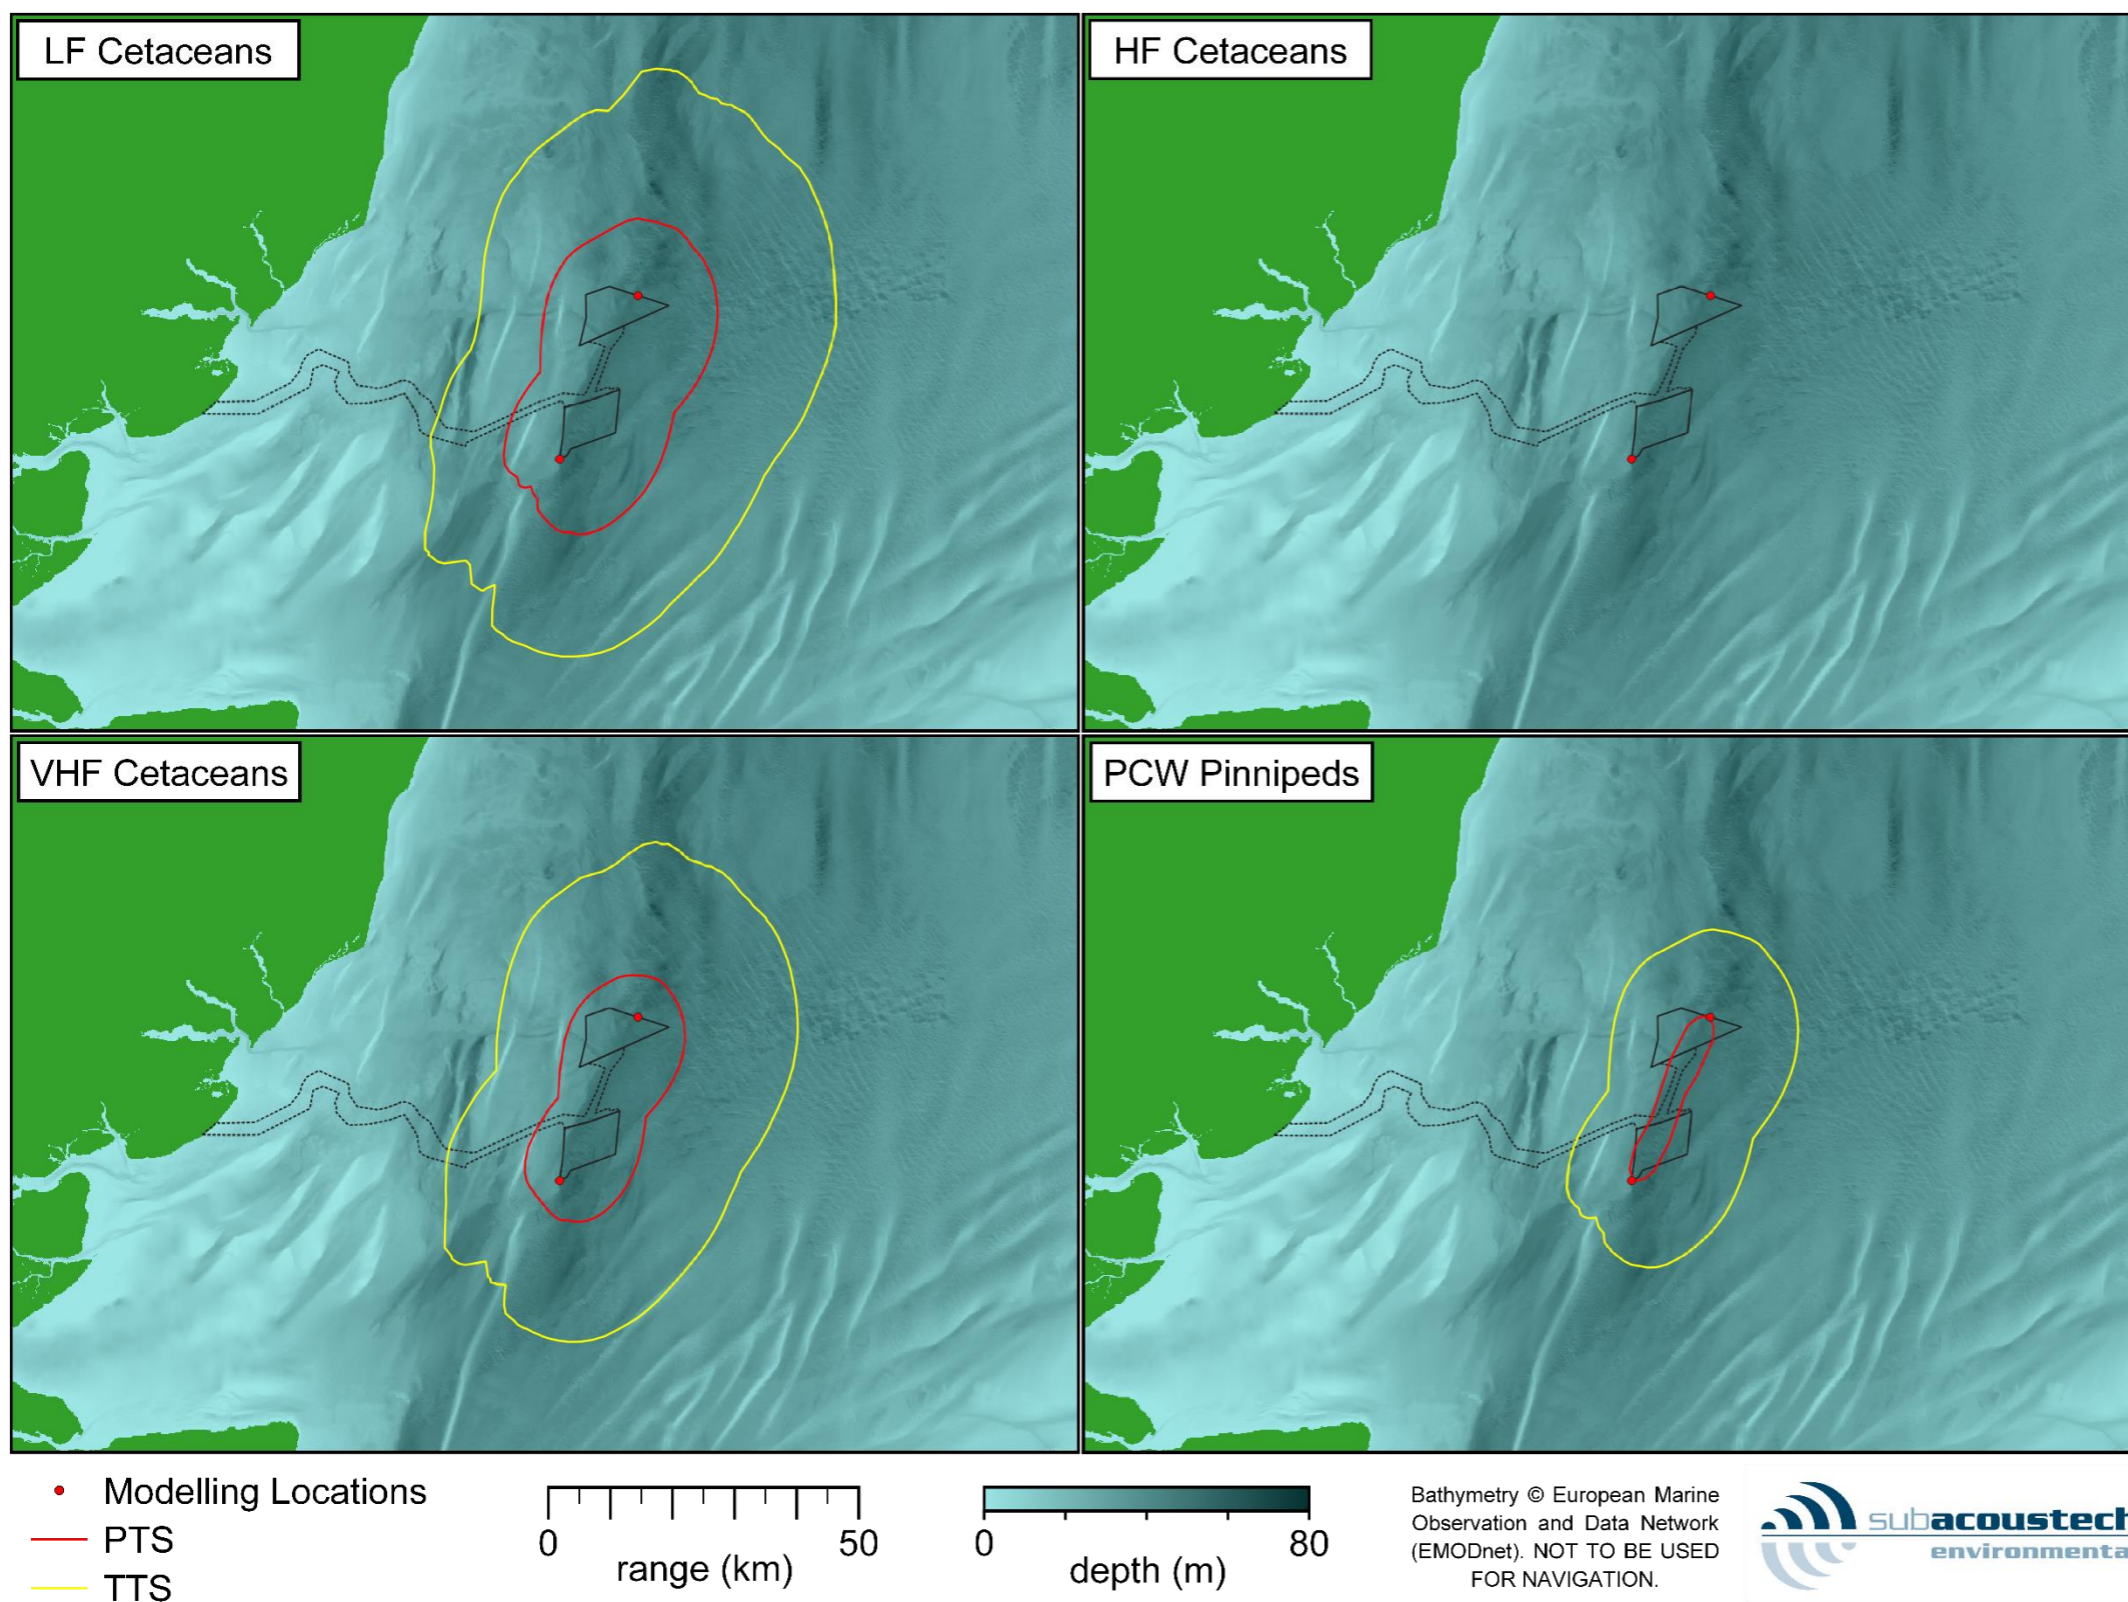 LF Cetaceans
HF Cetaceans
VHF Cetaceans
PCW Pinnipeds
Modelling Locations
PTS
TTS
0 50
range (km)
0 80
depth (m)
Bathymetry © European Marine
Observation and Data Network
(EMODnet). NOT TO BE USED
FOR NAVIGATION.
subacoustech
environmenta